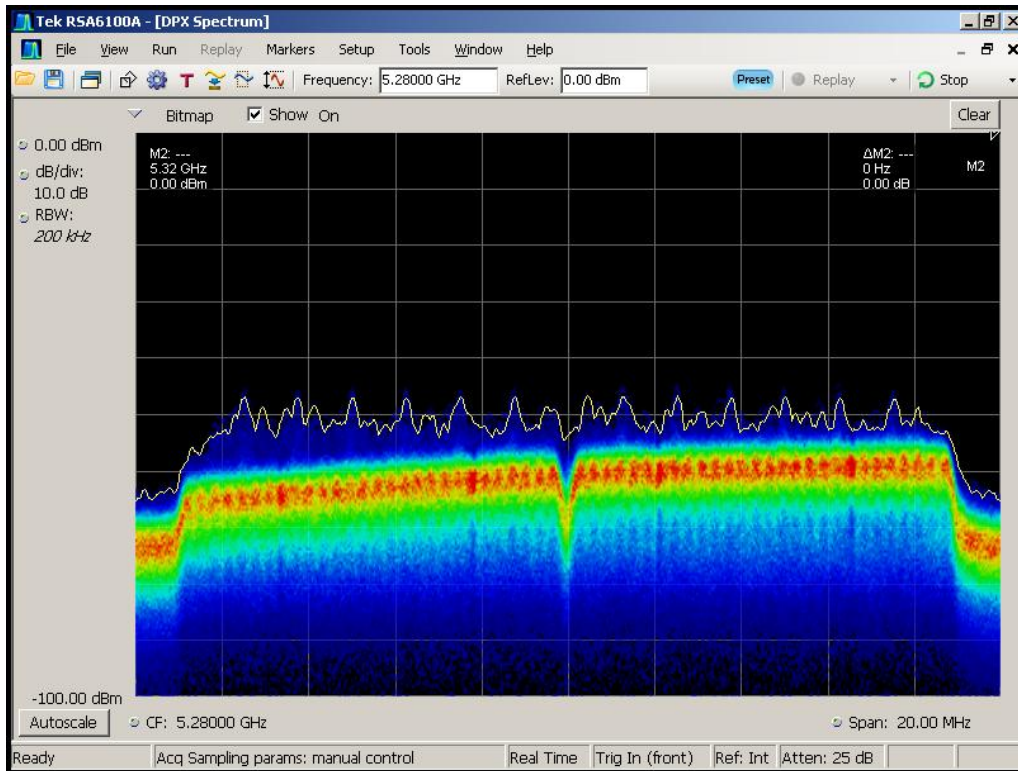 Tek RSA6100A - [DPX Spectrum]
File View Run Replay Markers Setup Tools Window Help
T Frequency: 5.28000 GHz RefLev: 0.00 dBm Preset Replay Stop
Bitmap Show On Clear
0.00 dBm
dB/div:
10.0 dB
RBW:
200 kHz
M2: ---
5.32 GHz
0.00 dBm
ΔM2: ---
0 Hz
0.00 dB
M2
-100.00 dBm
Autoscale CF: 5.28000 GHz Span: 20.00 MHz
Ready Acq Sampling params: manual control Real Time Trig In (front) Ref: Int Atten: 25 dB